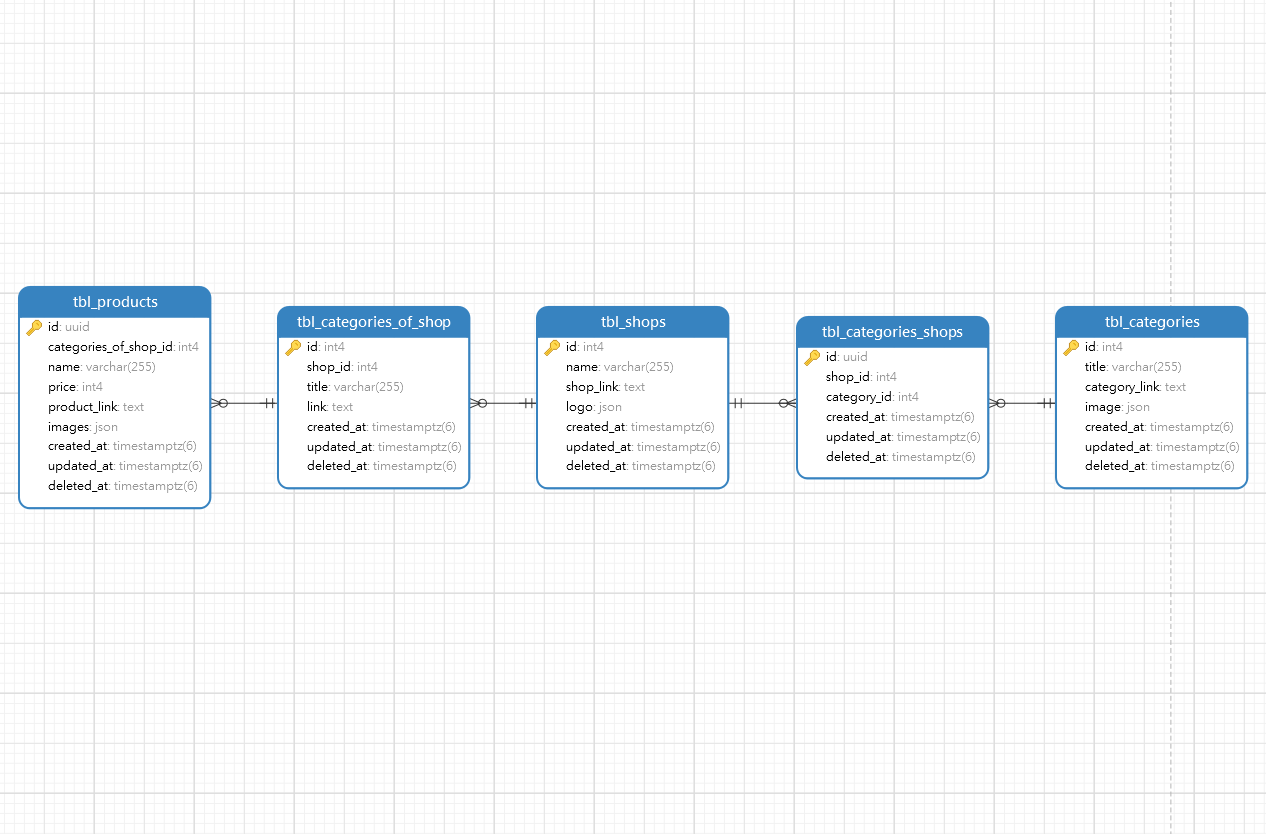 tbl_products
id: uuid
categories_of_shop_id: int4
name: varchar(255)
price: int4
product_link: text
images: json
created_at: timestamptz(6)
updated_at: timestamptz(6)
deleted_at: timestamptz(6)
tbl_categories_of_shop
id: int4
shop_id: int4
title: varchar(255)
link: text
created_at: timestamptz(6)
updated_at: timestamptz(6)
deleted_at: timestamptz(6)
tbl_shops
id: int4
name: varchar(255)
shop_link: text
logo: json
created_at: timestamptz(6)
updated_at: timestamptz(6)
deleted_at: timestamptz(6)
tbl_categories_shops
id: uuid
shop_id: int4
category_id: int4
created_at: timestamptz(6)
updated_at: timestamptz(6)
deleted_at: timestamptz(6)
tbl_categories
id: int4
title: varchar(255)
category_link: text
image: json
created_at: timestamptz(6)
updated_at: timestamptz(6)
deleted_at: timestamptz(6)